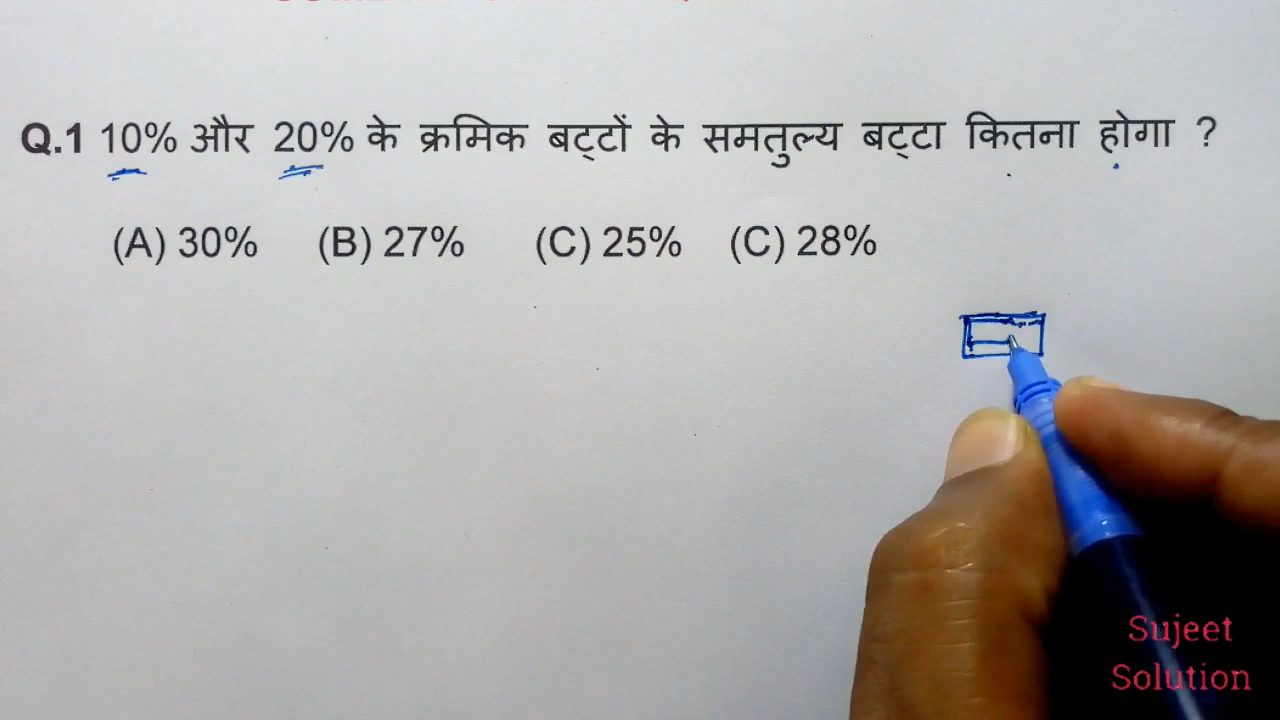 Q.1 10% और 20% के क्रमिक बट्टों के समतुल्य बट्टा कितना होगा ?
(A) 30% (B) 27% (C) 25% (C) 28%
Sujeet
Solution